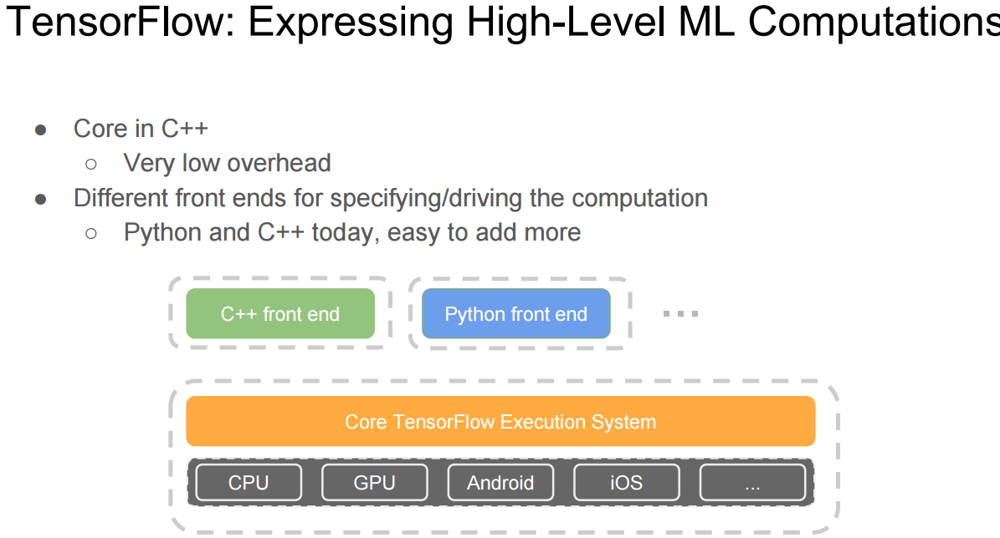 TensorFlow: Expressing High-Level ML Computations
● Core in C++
○ Very low overhead
● Different front ends for specifying/driving the computation
○ Python and C++ today, easy to add more
C++ front end Python front end ...
Core TensorFlow Execution System
CPU GPU Android iOS ...